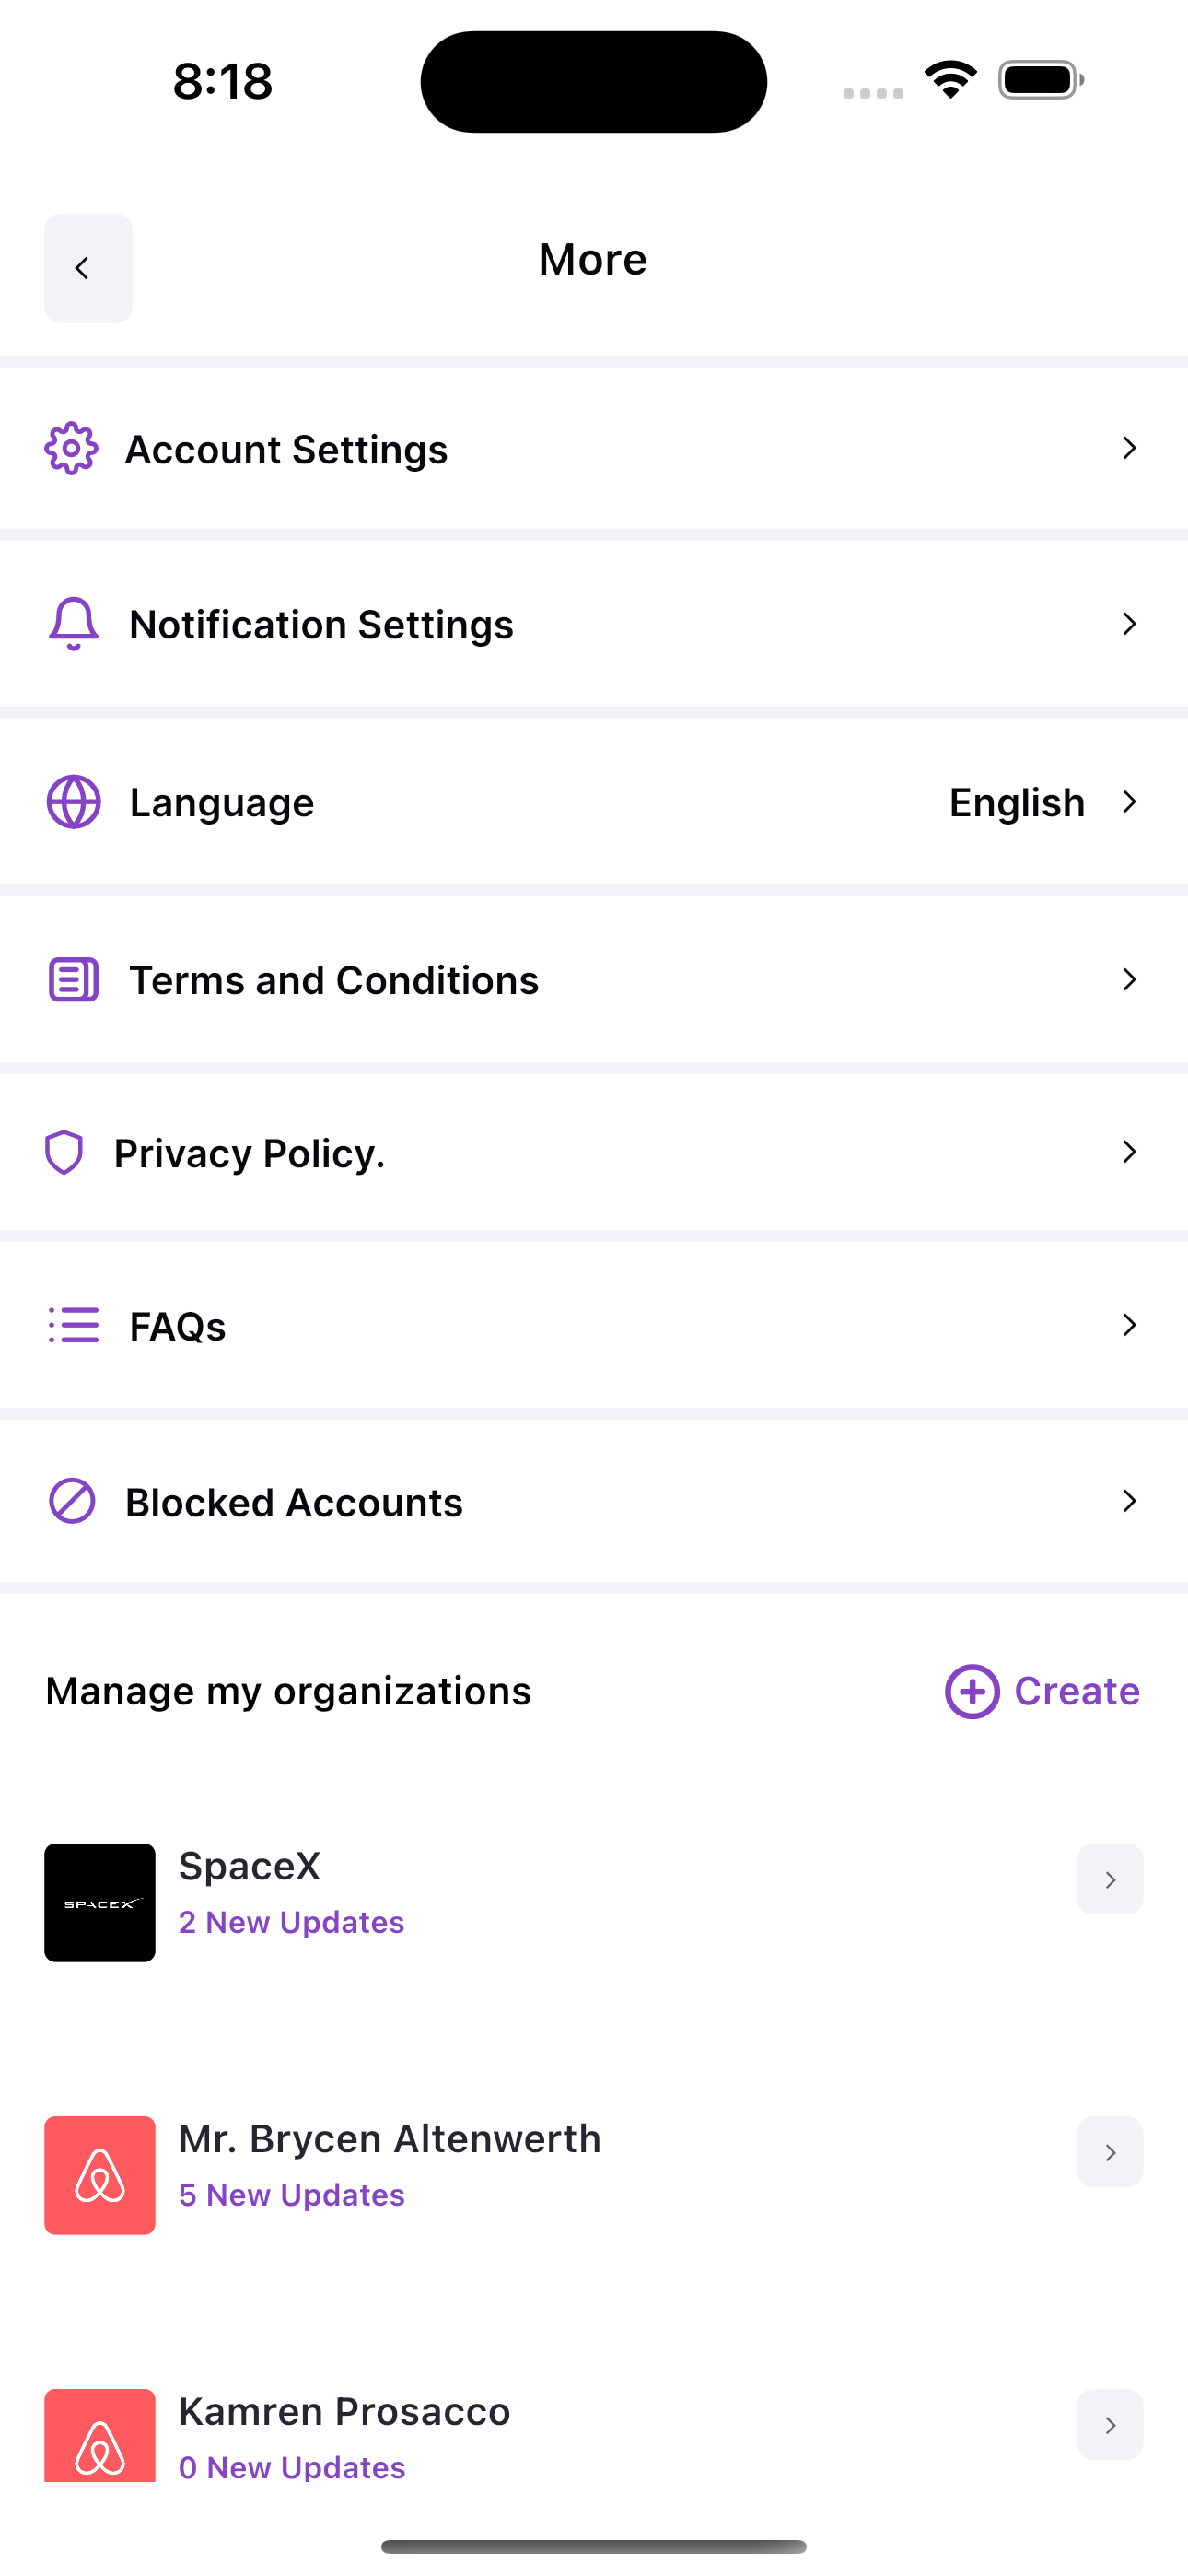 8:18
More
Account Settings
Notification Settings
Language English
Terms and Conditions
Privacy Policy.
FAQs
Blocked Accounts
Manage my organizations Create
SpaceX
SPACEX
2 New Updates
Mr. Brycen Altenwerth
5 New Updates
Kamren Prosacco
0 New Updates